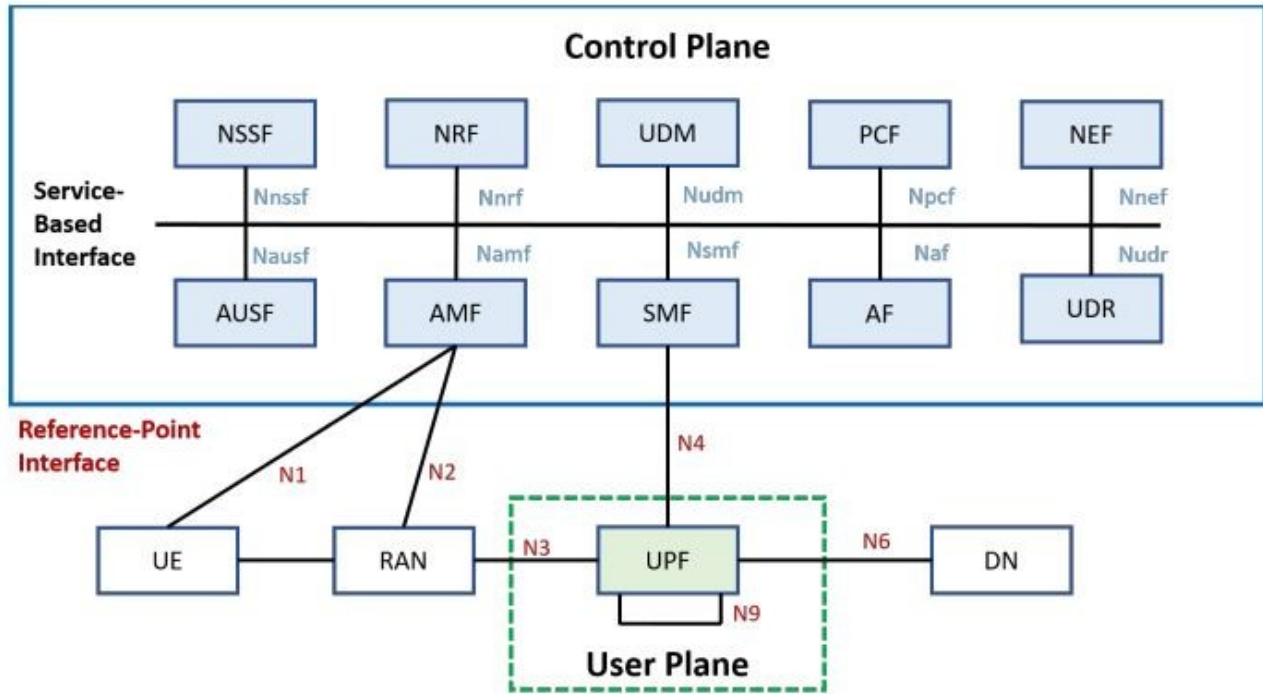 Control Plane
NSSF
NRF
UDM
PCF
NEF
Service-
Based
Interface
Nnssf
Nnrf
Nudm
Npcf
Nnef
Nausf
Namf
Nsmf
Naf
Nudr
AUSF
AMF
SMF
AF
UDR
Reference-Point
Interface
N1
N2
N4
UE
RAN
N3
UPF
N6
DN
N9
User Plane